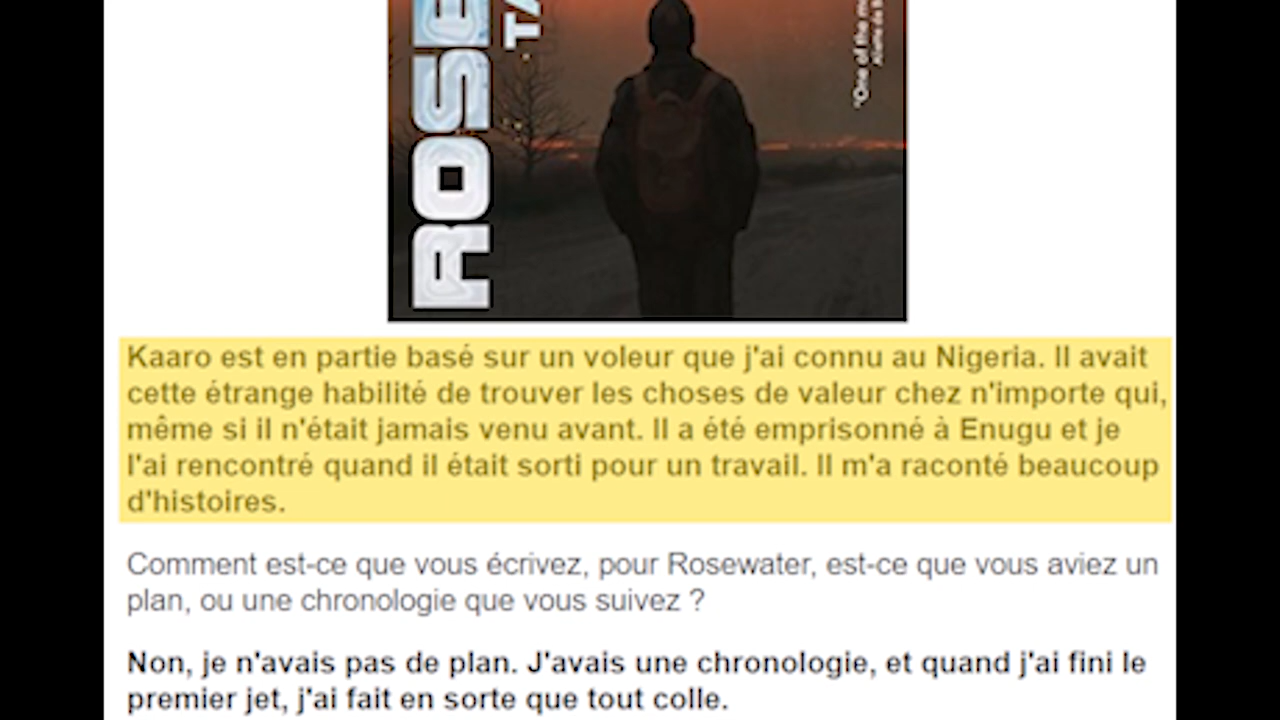 ROSE
TA
"One of the m
Kaaro est en partie basé sur un voleur que j'ai connu au Nigeria. Il avait
cette étrange habilité de trouver les choses de valeur chez n'importe qui,
même si il n'était jamais venu avant. Il a été emprisonné à Enugu et je
l'ai rencontré quand il était sorti pour un travail. Il m'a raconté beaucoup
d'histoires.
Comment est-ce que vous écrivez, pour Rosewater, est-ce que vous aviez un
plan, ou une chronologie que vous suivez ?
Non, je n'avais pas de plan. J'avais une chronologie, et quand j'ai fini le
premier jet, j'ai fait en sorte que tout colle.